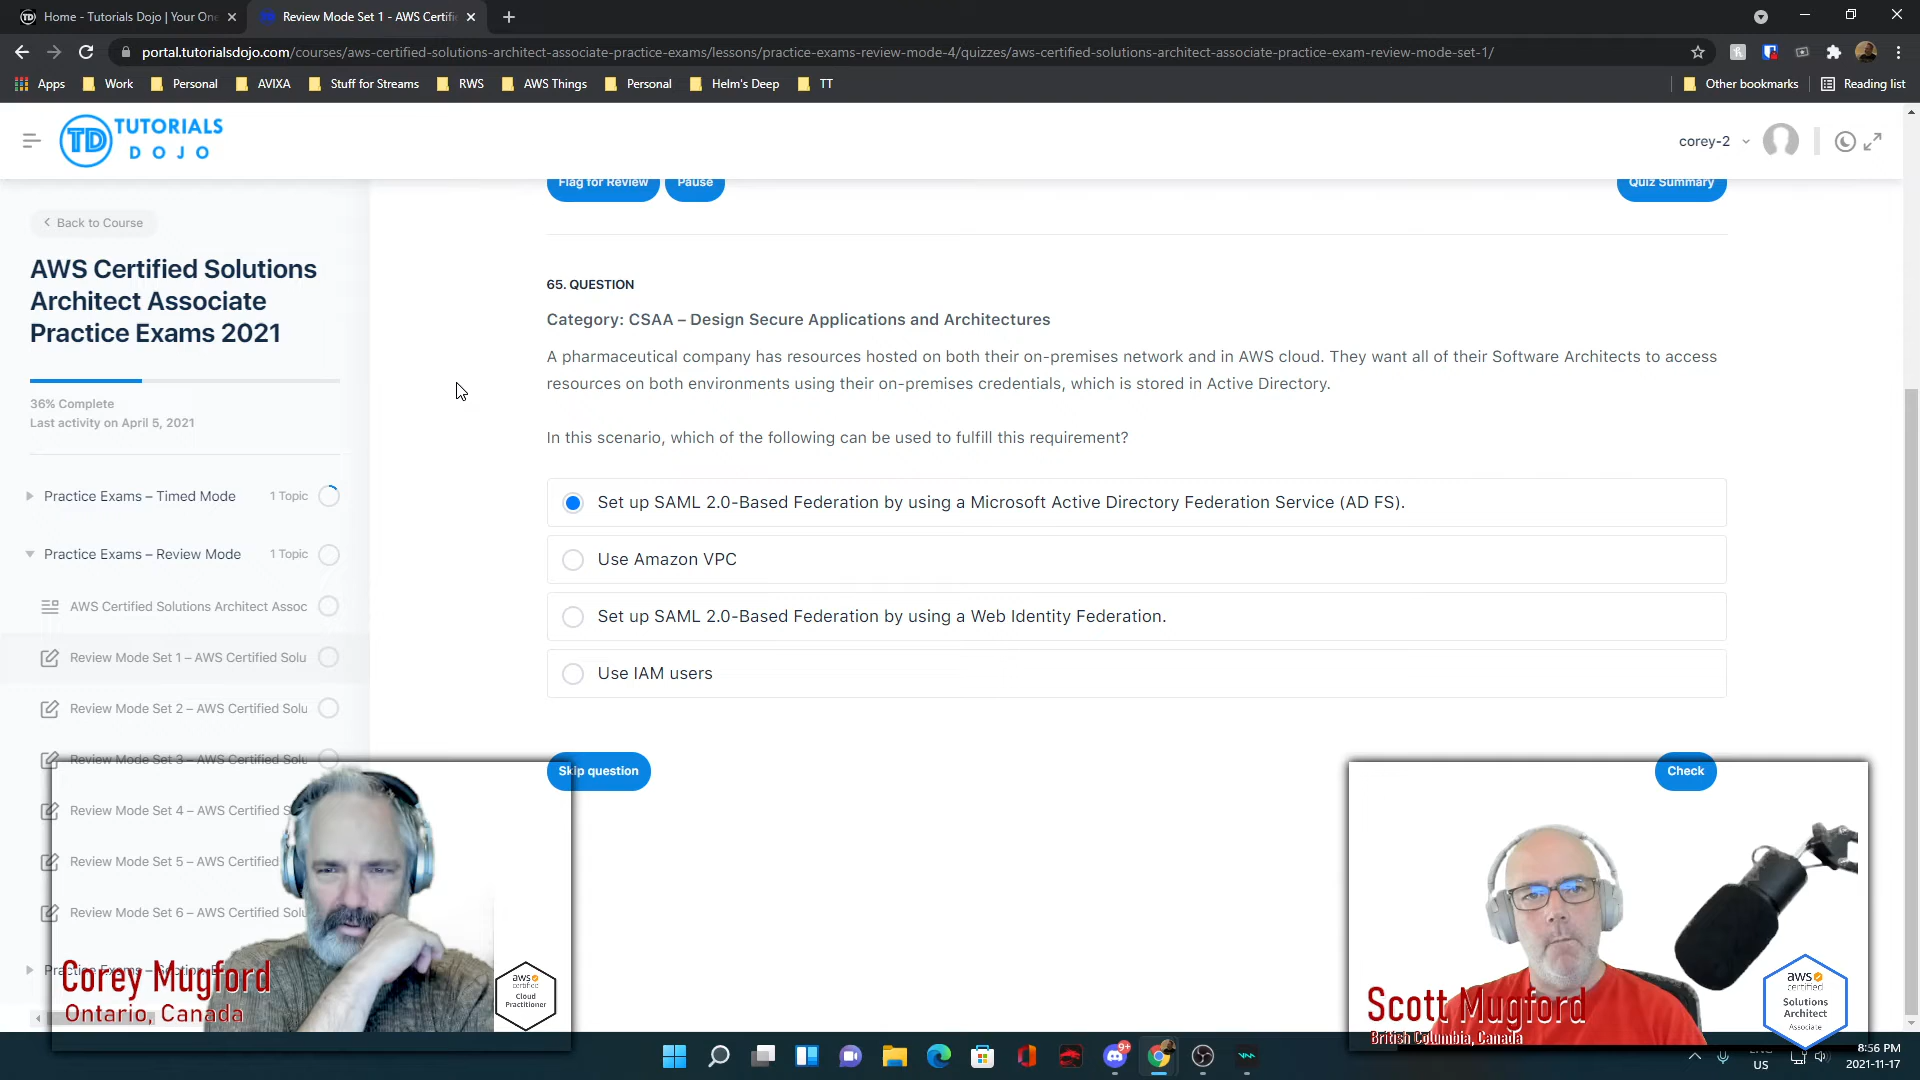 Home - Tutorials Dojo | Your One
Review Mode Set 1 - AWS Certific
portal.tutorialsdojo.com/courses/aws-certified-solutions-architect-associate-practice-exams/lessons/practice-exams-review-mode-4/quizzes/aws-certified-solutions-architect-associate-practice-exam-review-mode-set-1/
Apps
Work
Personal
AVIXA
Stuff for Streams
RWS
AWS Things
Personal
Helm's Deep
TT
Other bookmarks
Reading list
TD
TUTORIALS
DOJO
corey-2
Flag for Review
Pause
Quiz Summary
Back to Course
AWS Certified Solutions
Architect Associate
Practice Exams 2021
36% Complete
Last activity on April 5, 2021
Practice Exams – Timed Mode
1 Topic
Practice Exams – Review Mode
1 Topic
AWS Certified Solutions Architect Assoc
Review Mode Set 1 – AWS Certified Solu
Review Mode Set 2 – AWS Certified Solu
Review Mode Set 3 – AWS Certified Solu
Review Mode Set 4 – AWS Certified S
Review Mode Set 5 – AWS Certified
Review Mode Set 6 – AWS Certified Solu
Practice Exams – Section
65. QUESTION
Category: CSAA – Design Secure Applications and Architectures
A pharmaceutical company has resources hosted on both their on-premises network and in AWS cloud. They want all of their Software Architects to access
resources on both environments using their on-premises credentials, which is stored in Active Directory.
In this scenario, which of the following can be used to fulfill this requirement?
Set up SAML 2.0-Based Federation by using a Microsoft Active Directory Federation Service (AD FS).
Use Amazon VPC
Set up SAML 2.0-Based Federation by using a Web Identity Federation.
Use IAM users
Skip question
Check
Corey Mugford
Ontario, Canada
aws
certified
Cloud
Practitioner
Scott Mugford
British Columbia, Canada
aws
certified
Solutions
Architect
Associate
9+
ENG
US
8:56 PM
2021-11-17